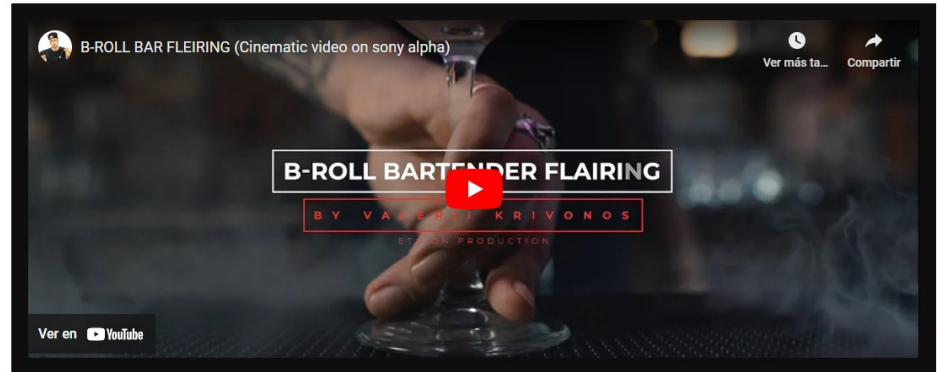 B-ROLL BAR FLEIRING (Cinematic video on sony alpha)
Ver más ta...
Compartir
B-ROLL BARTENDER FLAIRING
BY VALERII KRIVONOS
PRODUCTION
Ver en YouTube